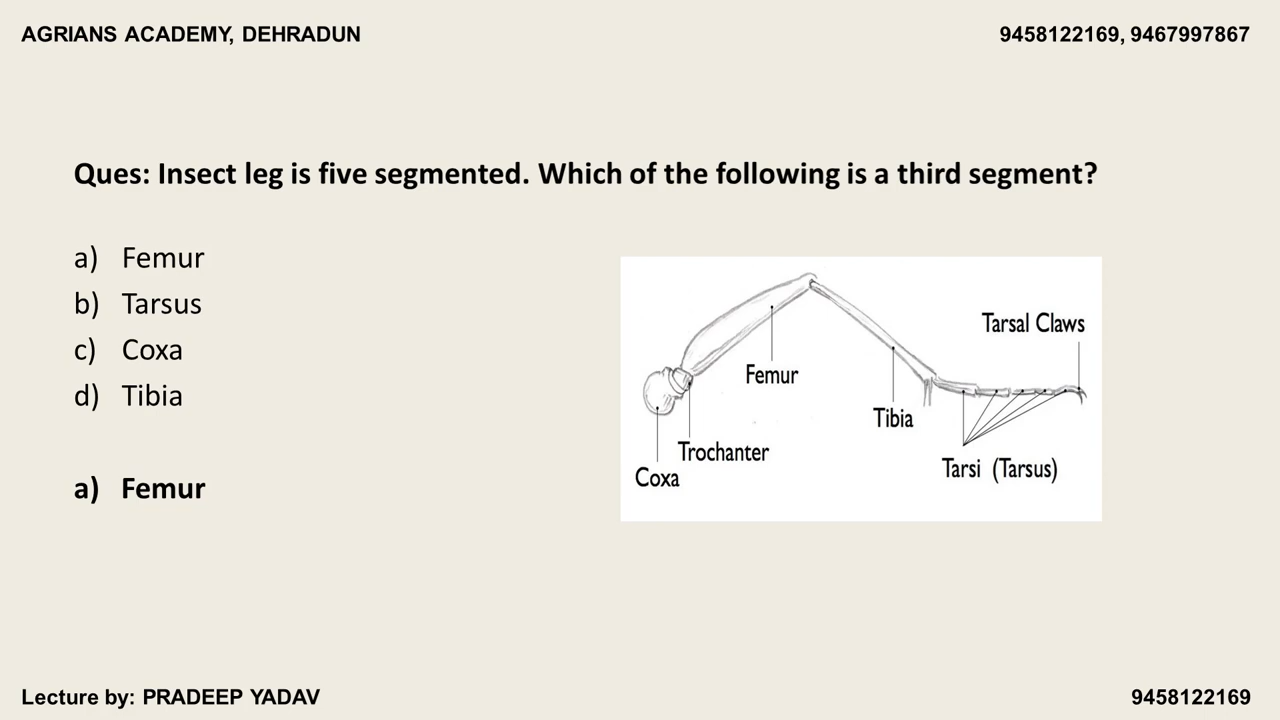 AGRIANS ACADEMY, DEHRADUN 9458122169, 9467997867
Ques: Insect leg is five segmented. Which of the following is a third segment?
a) Femur
b) Tarsus
c) Coxa
d) Tibia
a) Femur
Tarsal Claws
Femur
Tibia
Trochanter
Tarsi (Tarsus)
Coxa
Lecture by: PRADEEP YADAV 9458122169